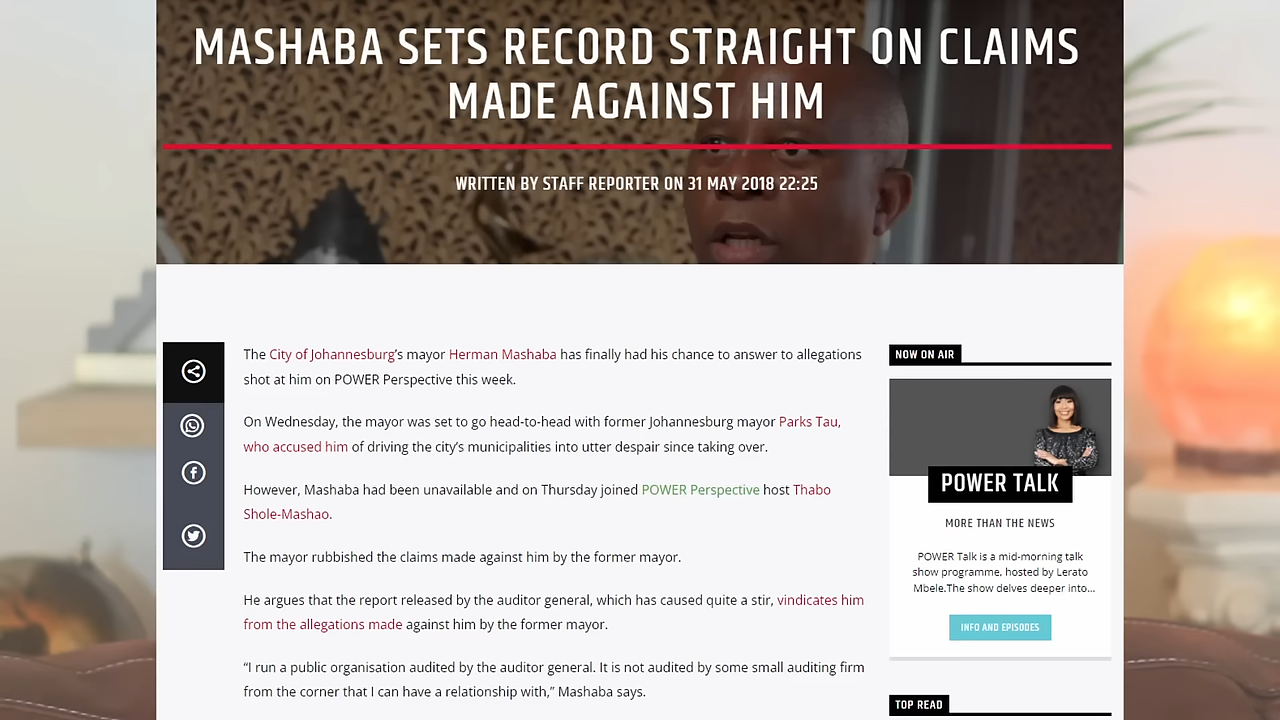 MASHABA SETS RECORD STRAIGHT ON CLAIMS
MADE AGAINST HIM
WRITTEN BY STAFF REPORTER ON 31 MAY 2018 22:25
The City of Johannesburg's mayor Herman Mashaba has finally had his chance to answer to allegations
shot at him on POWER Perspective this week.
On Wednesday, the mayor was set to go head-to-head with former Johannesburg mayor Parks Tau,
who accused him of driving the city's municipalities into utter despair since taking over.
However, Mashaba had been unavailable and on Thursday joined POWER Perspective host Thabo
Shole-Mashao.
The mayor rubbished the claims made against him by the former mayor.
He argues that the report released by the auditor general, which has caused quite a stir, vindicates him
from the allegations made against him by the former mayor.
“I run a public organisation audited by the auditor general. It is not audited by some small auditing firm
from the corner that I can have a relationship with,” Mashaba says.
NOW ON AIR
POWER TALK
MORE THAN THE NEWS
POWER Talk is a mid-morning talk
show programme, hosted by Lerato
Mbele.The show delves deeper into...
INFO AND EPISODES
TOP READ